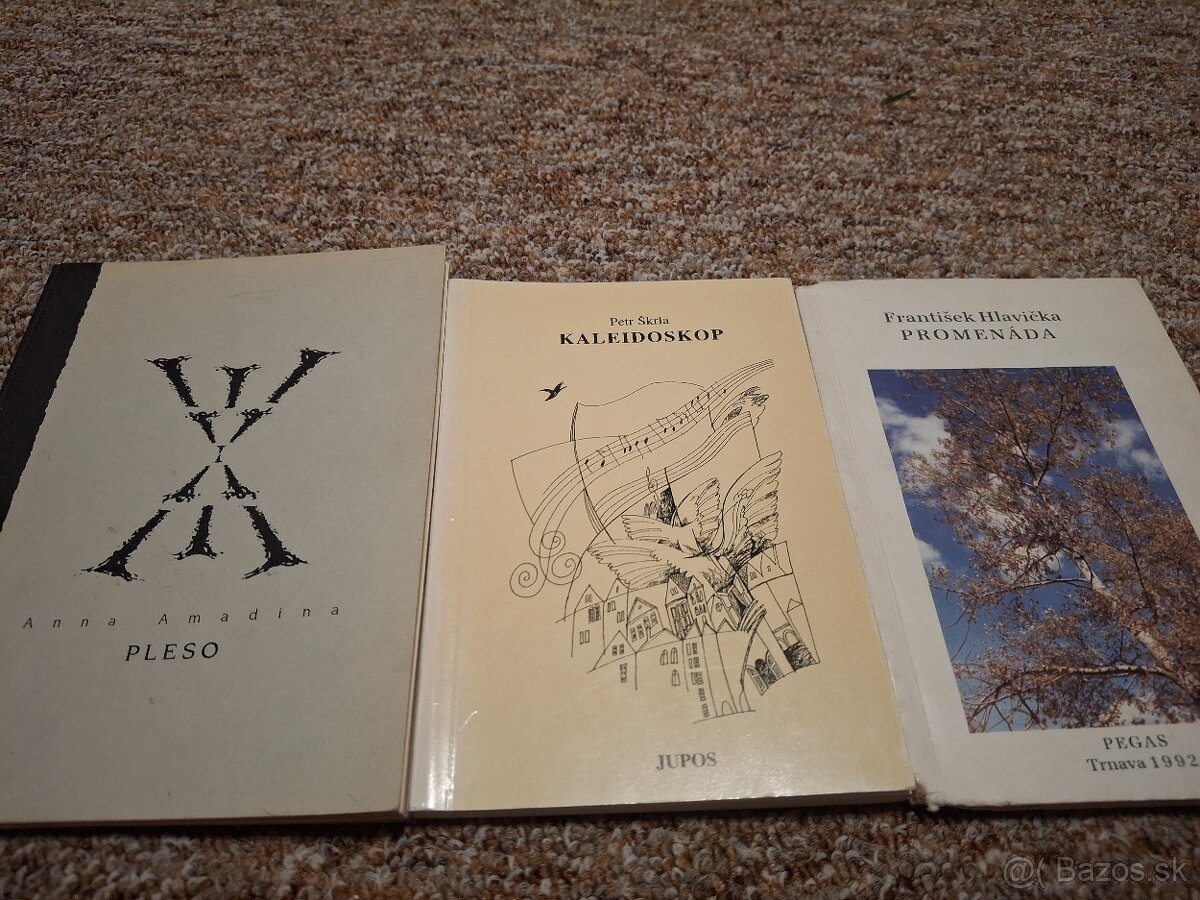 Anna Amadina
PLESO
Petr Škrla
KALEIDOSKOP
JUPOS
František Hlavička
PROMENÁDA
PEGAS
Trnava 1992
@( Bazos.sk